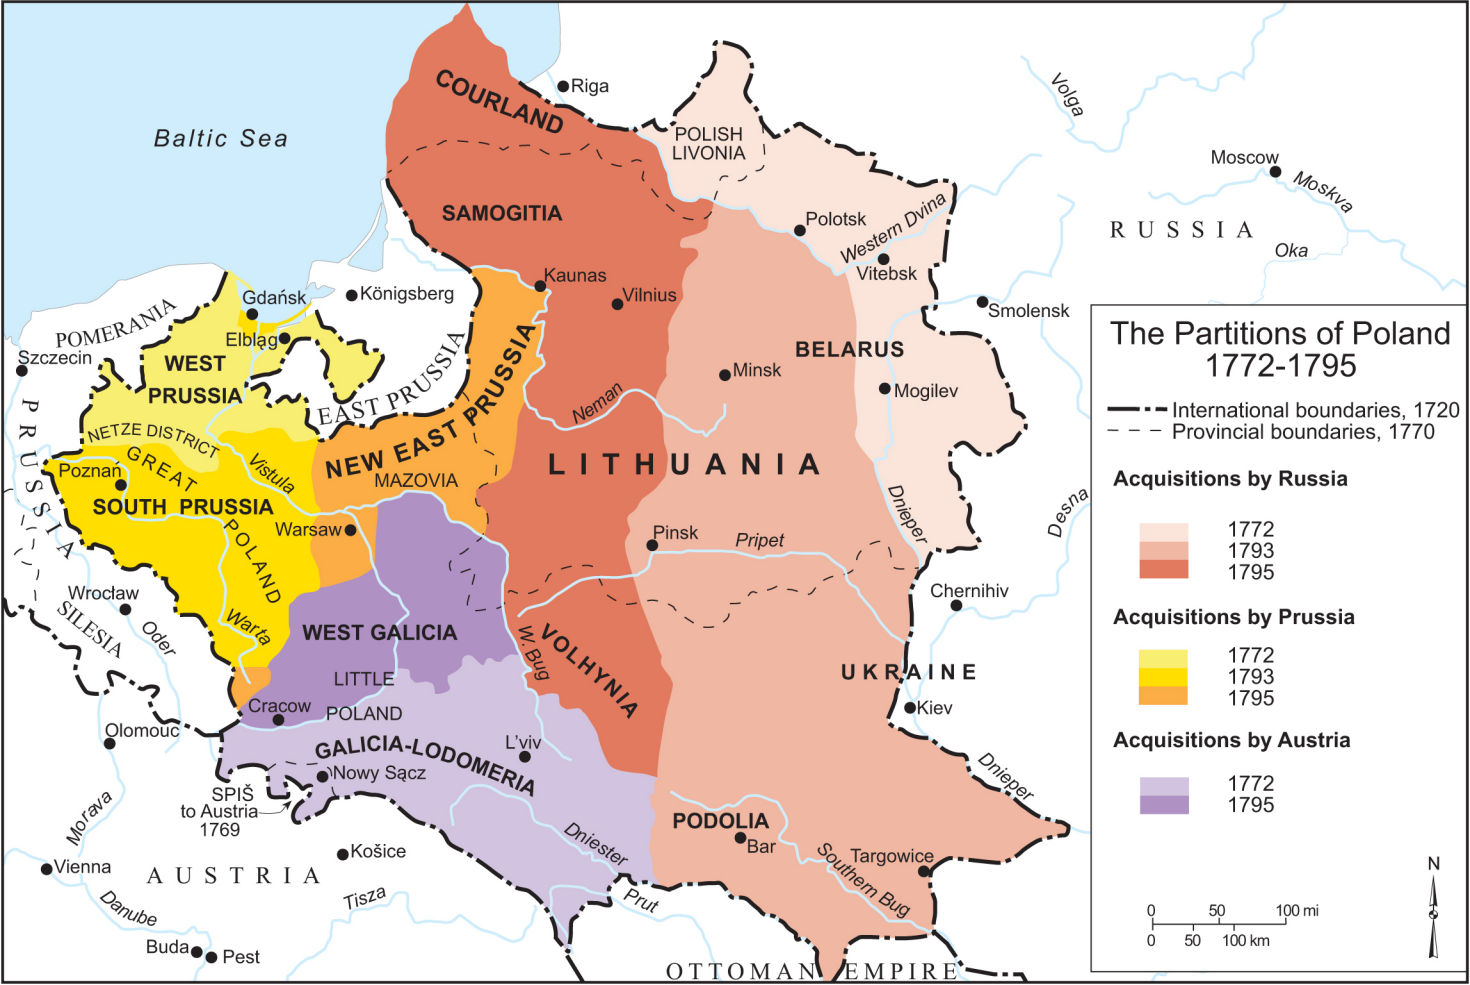 Riga
COURLAND
Baltic Sea
POLISH
LIVONIA
Volga
Moscow
Moskva
SAMOGITIA
Polotsk
Western Dvina
RUSSIA
Oka
Vitebsk
Kaunas
Vilnius
Gdańsk
Königsberg
Smolensk
POMERANIA
Elbląg
Szczecin
WEST
PRUSSIA
EAST PRUSSIA
BELARUS
Minsk
Mogilev
Neman
NETZE DISTRICT
NEW EAST PRUSSIA
LITHUANIA
PRUSSIA
Poznań
GREAT
POLAND
Vistula
MAZOVIA
SOUTH PRUSSIA
Warsaw
Pinsk
Pripet
Dnieper
Desna
Wrocław
Chernihiv
SILESIA
Oder
Warta
WEST GALICIA
W. Bug
VOLHYNIA
LITTLE
POLAND
UKRAINE
Cracow
Kiev
Olomouc
GALICIA-LODOMERIA
L'viv
Nowy Sącz
Dnieper
SPIŠ
to Austria
1769
Morava
PODOLIA
Bar
Dniester
Southern Bug
Targowice
Košice
Vienna
AUSTRIA
Tisza
Prut
Danube
Buda
Pest
OTTOMAN EMPIRE
The Partitions of Poland
1772-1795
International boundaries, 1720
Provincial boundaries, 1770
Acquisitions by Russia
1772
1793
1795
Acquisitions by Prussia
1772
1793
1795
Acquisitions by Austria
1772
1795
N
0 50 100 mi
0 50 100 km